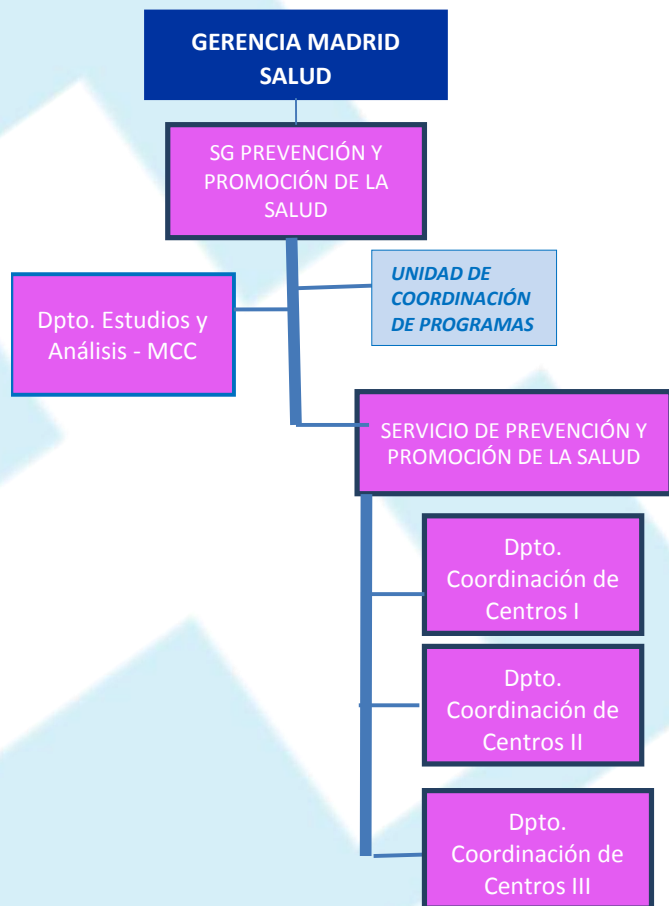 GERENCIA MADRID
SALUD
SG PREVENCIÓN Y
PROMOCIÓN DE LA
SALUD
UNIDAD DE
COORDINACIÓN
DE PROGRAMAS
Dpto. Estudios y
Análisis - MCC
SERVICIO DE PREVENCIÓN Y
PROMOCIÓN DE LA SALUD
Dpto.
Coordinación de
Centros I
Dpto.
Coordinación de
Centros II
Dpto.
Coordinación de
Centros III